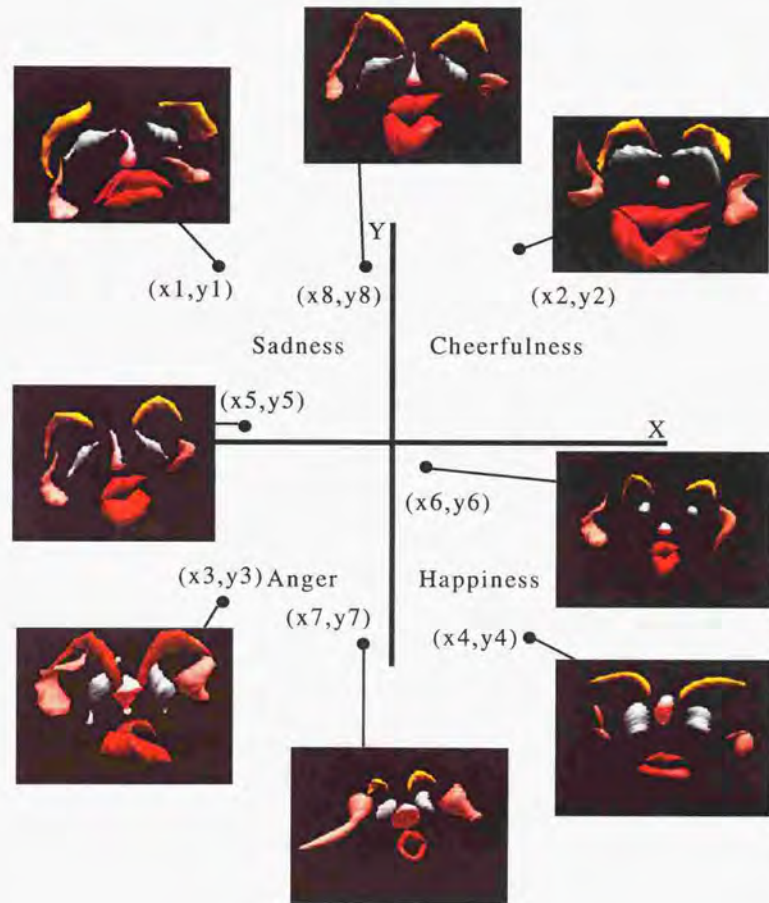 Y
(x1,y1)
(x8,y8)
(x2,y2)
Sadness
Cheerfulness
(x5,y5)
X
(x6,y6)
(x3,y3)
Anger
Happiness
(x7,y7)
(x4,y4)